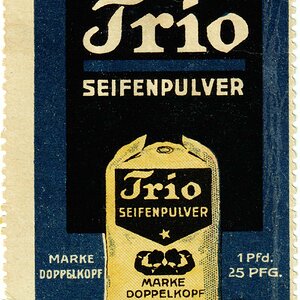 Trio
SEIFENPULVER
Trio
SEIFENPULVER
MARKE
DOPPELKOPF
MARKE
DOPPELKOPF
1 Pfd.
25 PFG.